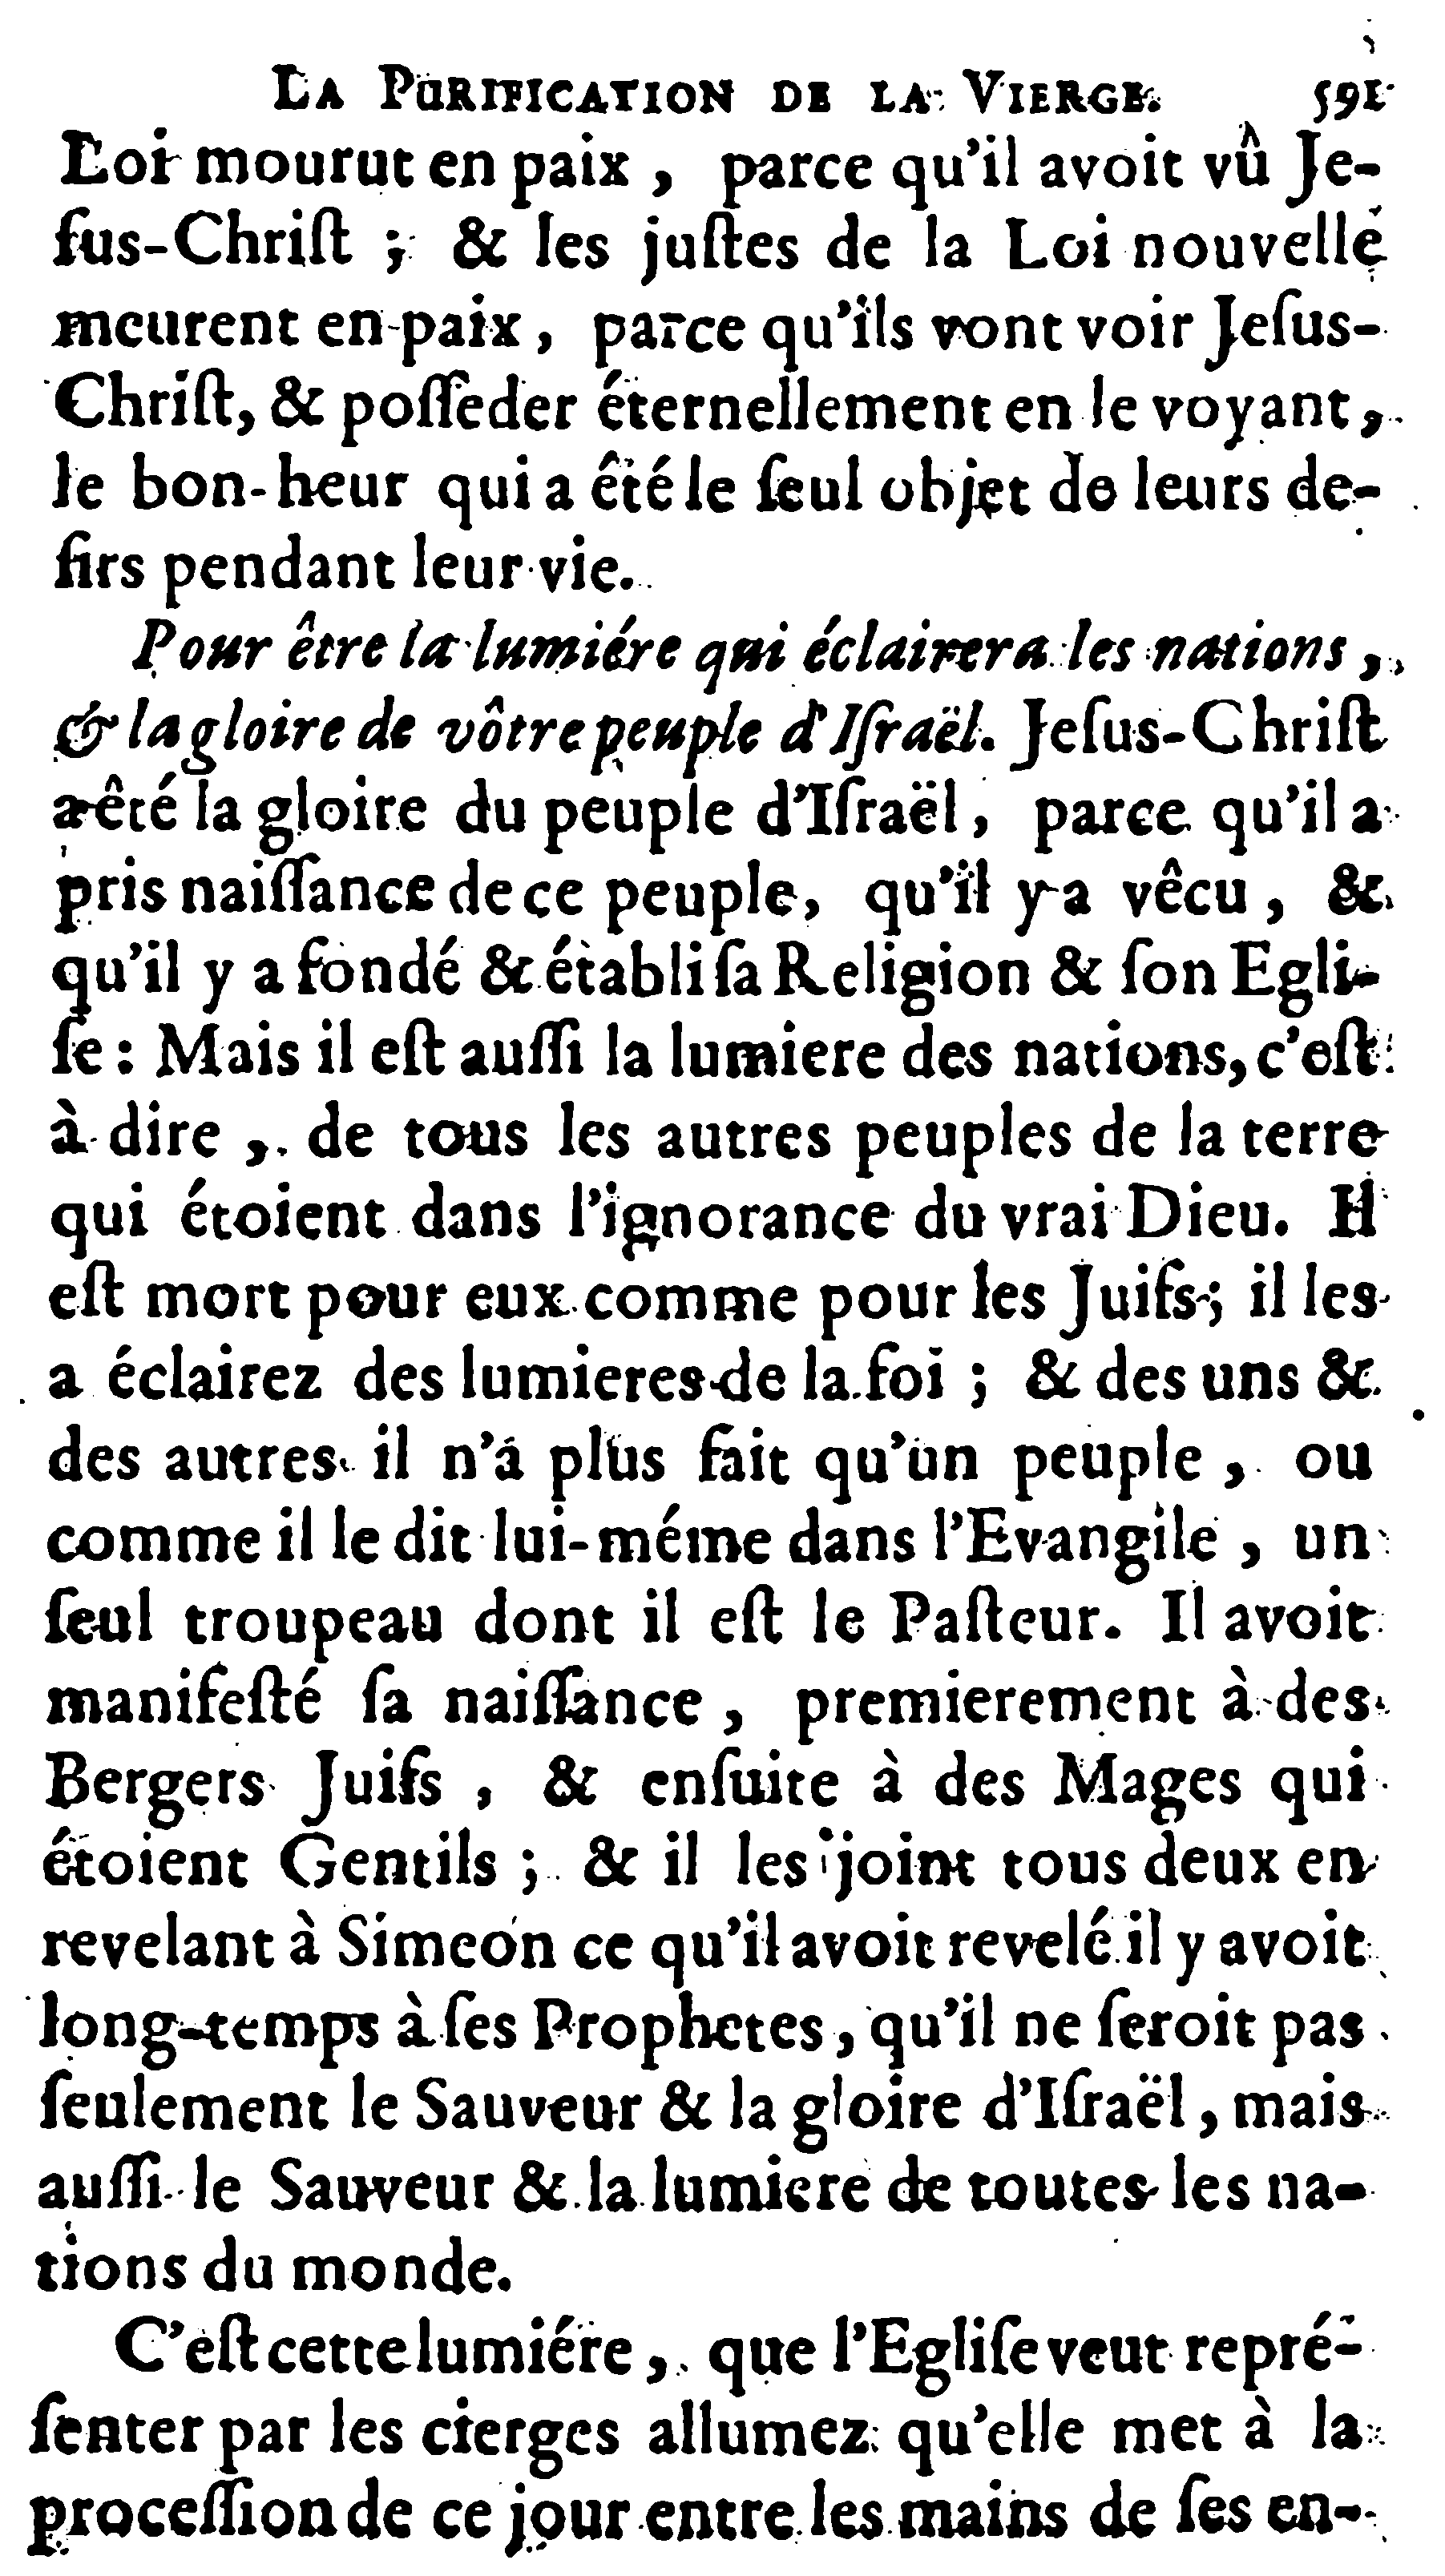 LA PURIFICATION DE LA VIERGE. 591
Loi mourut en paix, parce qu'il avoit vû Je-
ſus-Chriſt ; & les juſtes de la Loi nouvelle
meurent en paix, parce qu'ils vont voir Jeſus-
Chriſt, & poſſeder éternellement en le voyant,
le bon-heur qui a êté le ſeul objet de leurs de-
ſirs pendant leur vie.
Pour être la lumiére qui éclairera les nations,
& la gloire de vôtre peuple d'Iſraël. Jeſus-Chriſt
a êté la gloire du peuple d'Iſraël, parce qu'il a
pris naiſſance de ce peuple, qu'il y a vêcu, &
qu'il y a fondé & établi ſa Religion & ſon Egli-
ſe : Mais il eſt auſſi la lumiere des nations, c'eſt
à dire, de tous les autres peuples de la terre
qui étoient dans l'ignorance du vrai Dieu. Il
eſt mort pour eux comme pour les Juifs ; il les
a éclairez des lumieres de la foi ; & des uns &
des autres il n'a plus fait qu'un peuple, ou
comme il le dit lui-méme dans l'Evangile, un
ſeul troupeau dont il eſt le Paſteur. Il avoit
manifeſté ſa naiſſance, premierement à des
Bergers Juifs, & enſuite à des Mages qui
étoient Gentils ; & il les joint tous deux en
revelant à Simeon ce qu'il avoit revelé il y avoit
long-temps à ſes Prophetes, qu'il ne ſeroit pas
ſeulement le Sauveur & la gloire d'Iſraël, mais
auſſi le Sauveur & la lumiere de toutes les na-
tions du monde.
C'eſt cette lumiére, que l'Egliſe veut repré-
ſenter par les cierges allumez qu'elle met à la
proceſſion de ce jour entre les mains de ſes en-